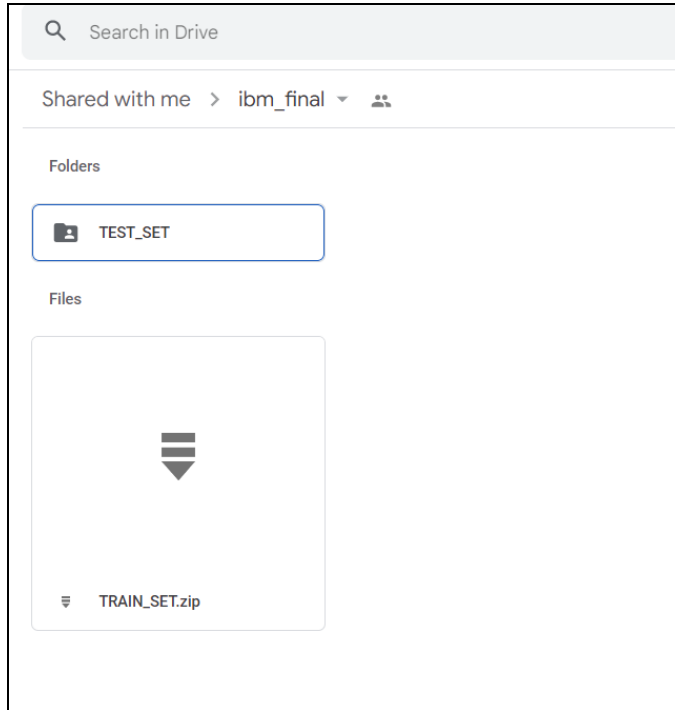 Search in Drive
Shared with me > ibm_final
Folders
TEST_SET
Files
TRAIN_SET.zip